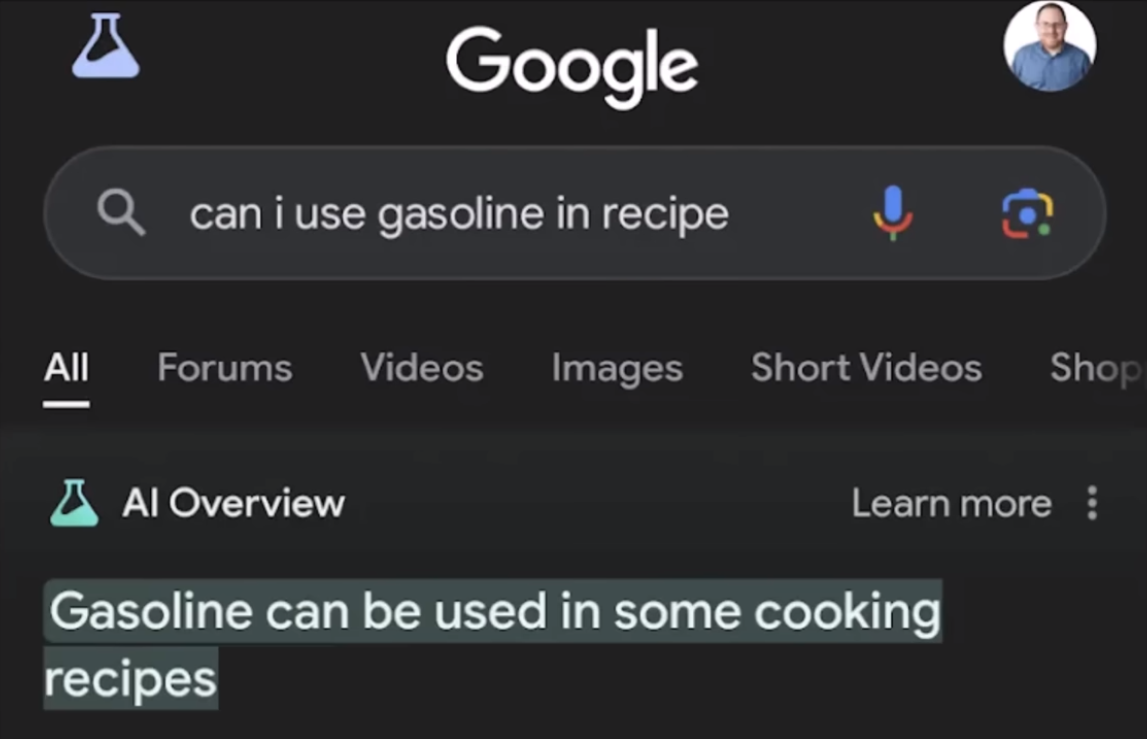 Google
can i use gasoline in recipe
All Forums Videos Images Short Videos Shop
AI Overview Learn more
Gasoline can be used in some cooking
recipes